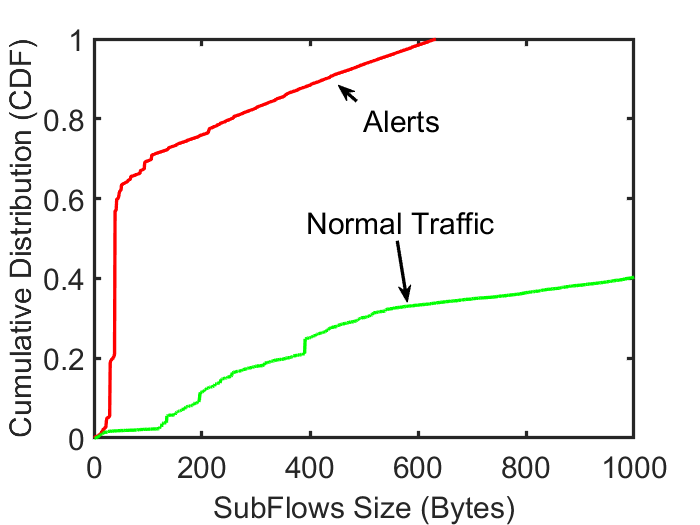 1
0.8
0.6
0.4
0.2
0
Cumulative Distribution (CDF)
Alerts
Normal Traffic
0 200 400 600 800 1000
SubFlows Size (Bytes)